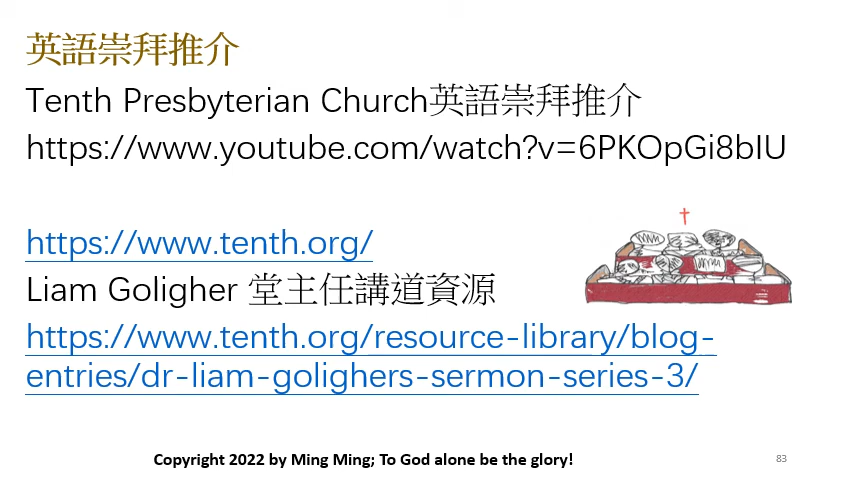 英語崇拜推介
Tenth Presbyterian Church英語崇拜推介
https://www.youtube.com/watch?v=6PKOpGi8bIU
https://www.tenth.org/
Liam Goligher 堂主任講道資源
https://www.tenth.org/resource-library/blog-
entries/dr-liam-golighers-sermon-series-3/
Copyright 2022 by Ming Ming; To God alone be the glory!
83